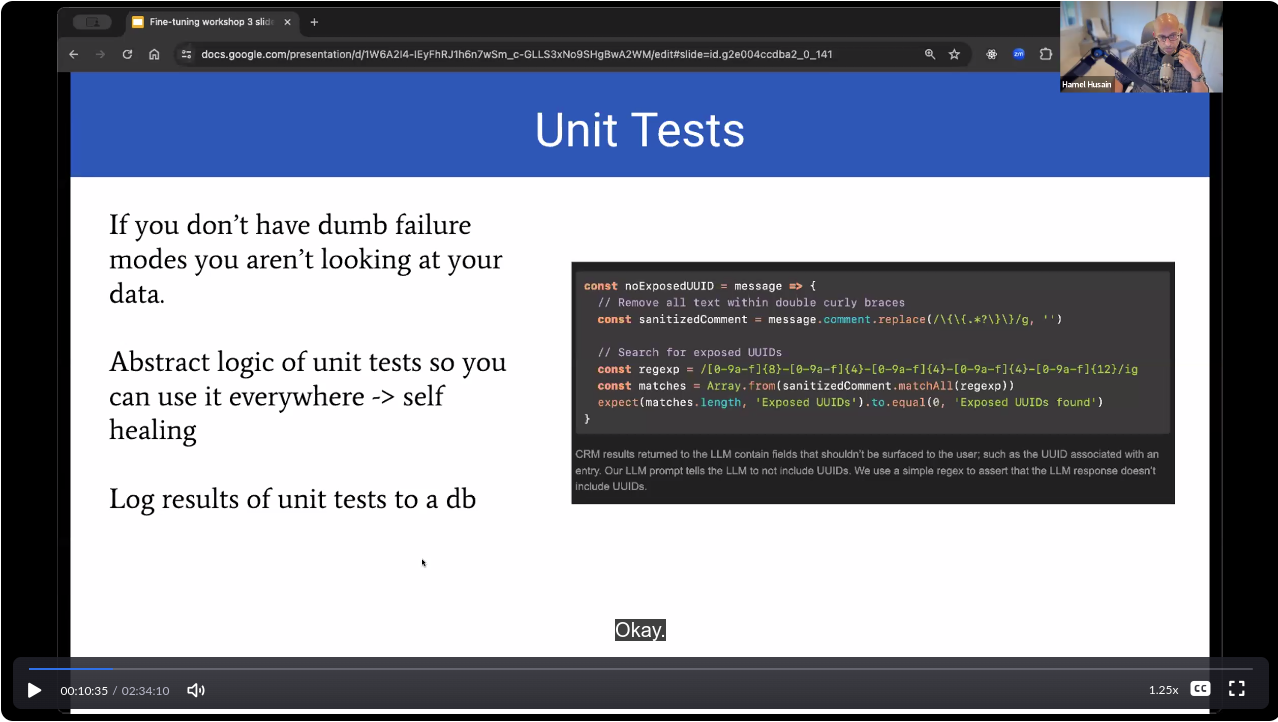 Fine-tuning workshop 3 slide
docs.google.com/presentation/d/1W6A2I4-IEyFhRJ1h6n7wSm_c-GLLS3xNo9SHgBwA2WM/edit#slide=id.g2e004ccdba2_0_141
zm
Hamel Husain
Unit Tests
If you don’t have dumb failure
modes you aren’t looking at your
data.
Abstract logic of unit tests so you
can use it everywhere -> self
healing
Log results of unit tests to a db
const noExposedUUID = message => {
// Remove all text within double curly braces
const sanitizedComment = message.comment.replace(/\{\{.*?\}\}/g, '')
// Search for exposed UUIDs
const regexp = /[0-9a-f]{8}-[0-9a-f]{4}-[0-9a-f]{4}-[0-9a-f]{4}-[0-9a-f]{12}/ig
const matches = Array.from(sanitizedComment.matchAll(regexp))
expect(matches.length, 'Exposed UUIDs').to.equal(0, 'Exposed UUIDs found')
}
CRM results returned to the LLM contain fields that shouldn’t be surfaced to the user; such as the UUID associated with an
entry. Our LLM prompt tells the LLM to not include UUIDs. We use a simple regex to assert that the LLM response doesn’t
include UUIDs.
Okay.
00:10:35 / 02:34:10
1.25x
CC